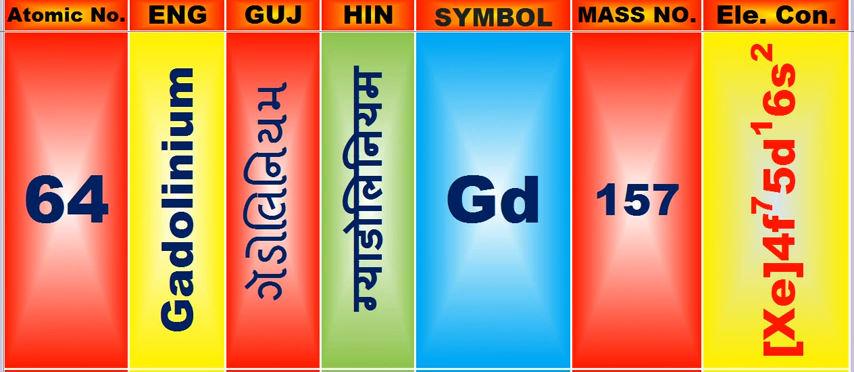 Atomic No. ENG GUJ HIN SYMBOL MASS NO. Ele. Con.
64 Gadolinium ગૅડોલિનિયમ ग्याडोलिनियम Gd 157 [Xe]4f⁷5d¹6s²